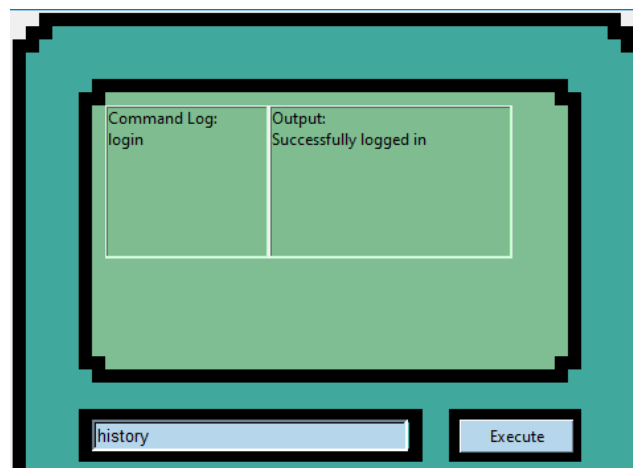 Command Log:
login
Output:
Successfully logged in
history
Execute